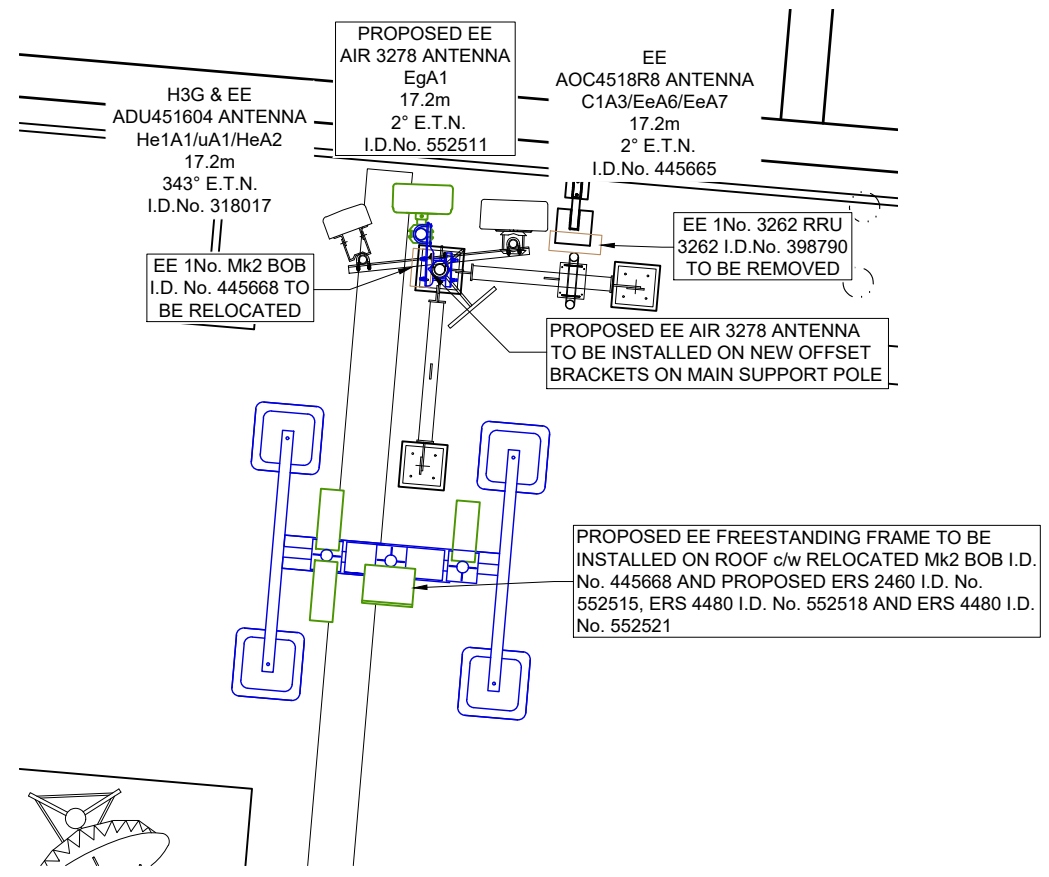 PROPOSED EE
AIR 3278 ANTENNA
EgA1
17.2m
2° E.T.N.
I.D.No. 552511
EE
AOC4518R8 ANTENNA
C1A3/EeA6/EeA7
17.2m
2° E.T.N.
I.D.No. 445665
H3G & EE
ADU451604 ANTENNA
He1A1/uA1/HeA2
17.2m
343° E.T.N.
I.D.No. 318017
EE 1No. 3262 RRU
3262 I.D.No. 398790
TO BE REMOVED
EE 1No. Mk2 BOB
I.D. No. 445668 TO
BE RELOCATED
PROPOSED EE AIR 3278 ANTENNA
TO BE INSTALLED ON NEW OFFSET
BRACKETS ON MAIN SUPPORT POLE
PROPOSED EE FREESTANDING FRAME TO BE
INSTALLED ON ROOF c/w RELOCATED Mk2 BOB I.D.
No. 445668 AND PROPOSED ERS 2460 I.D. No.
552515, ERS 4480 I.D. No. 552518 AND ERS 4480 I.D.
No. 552521